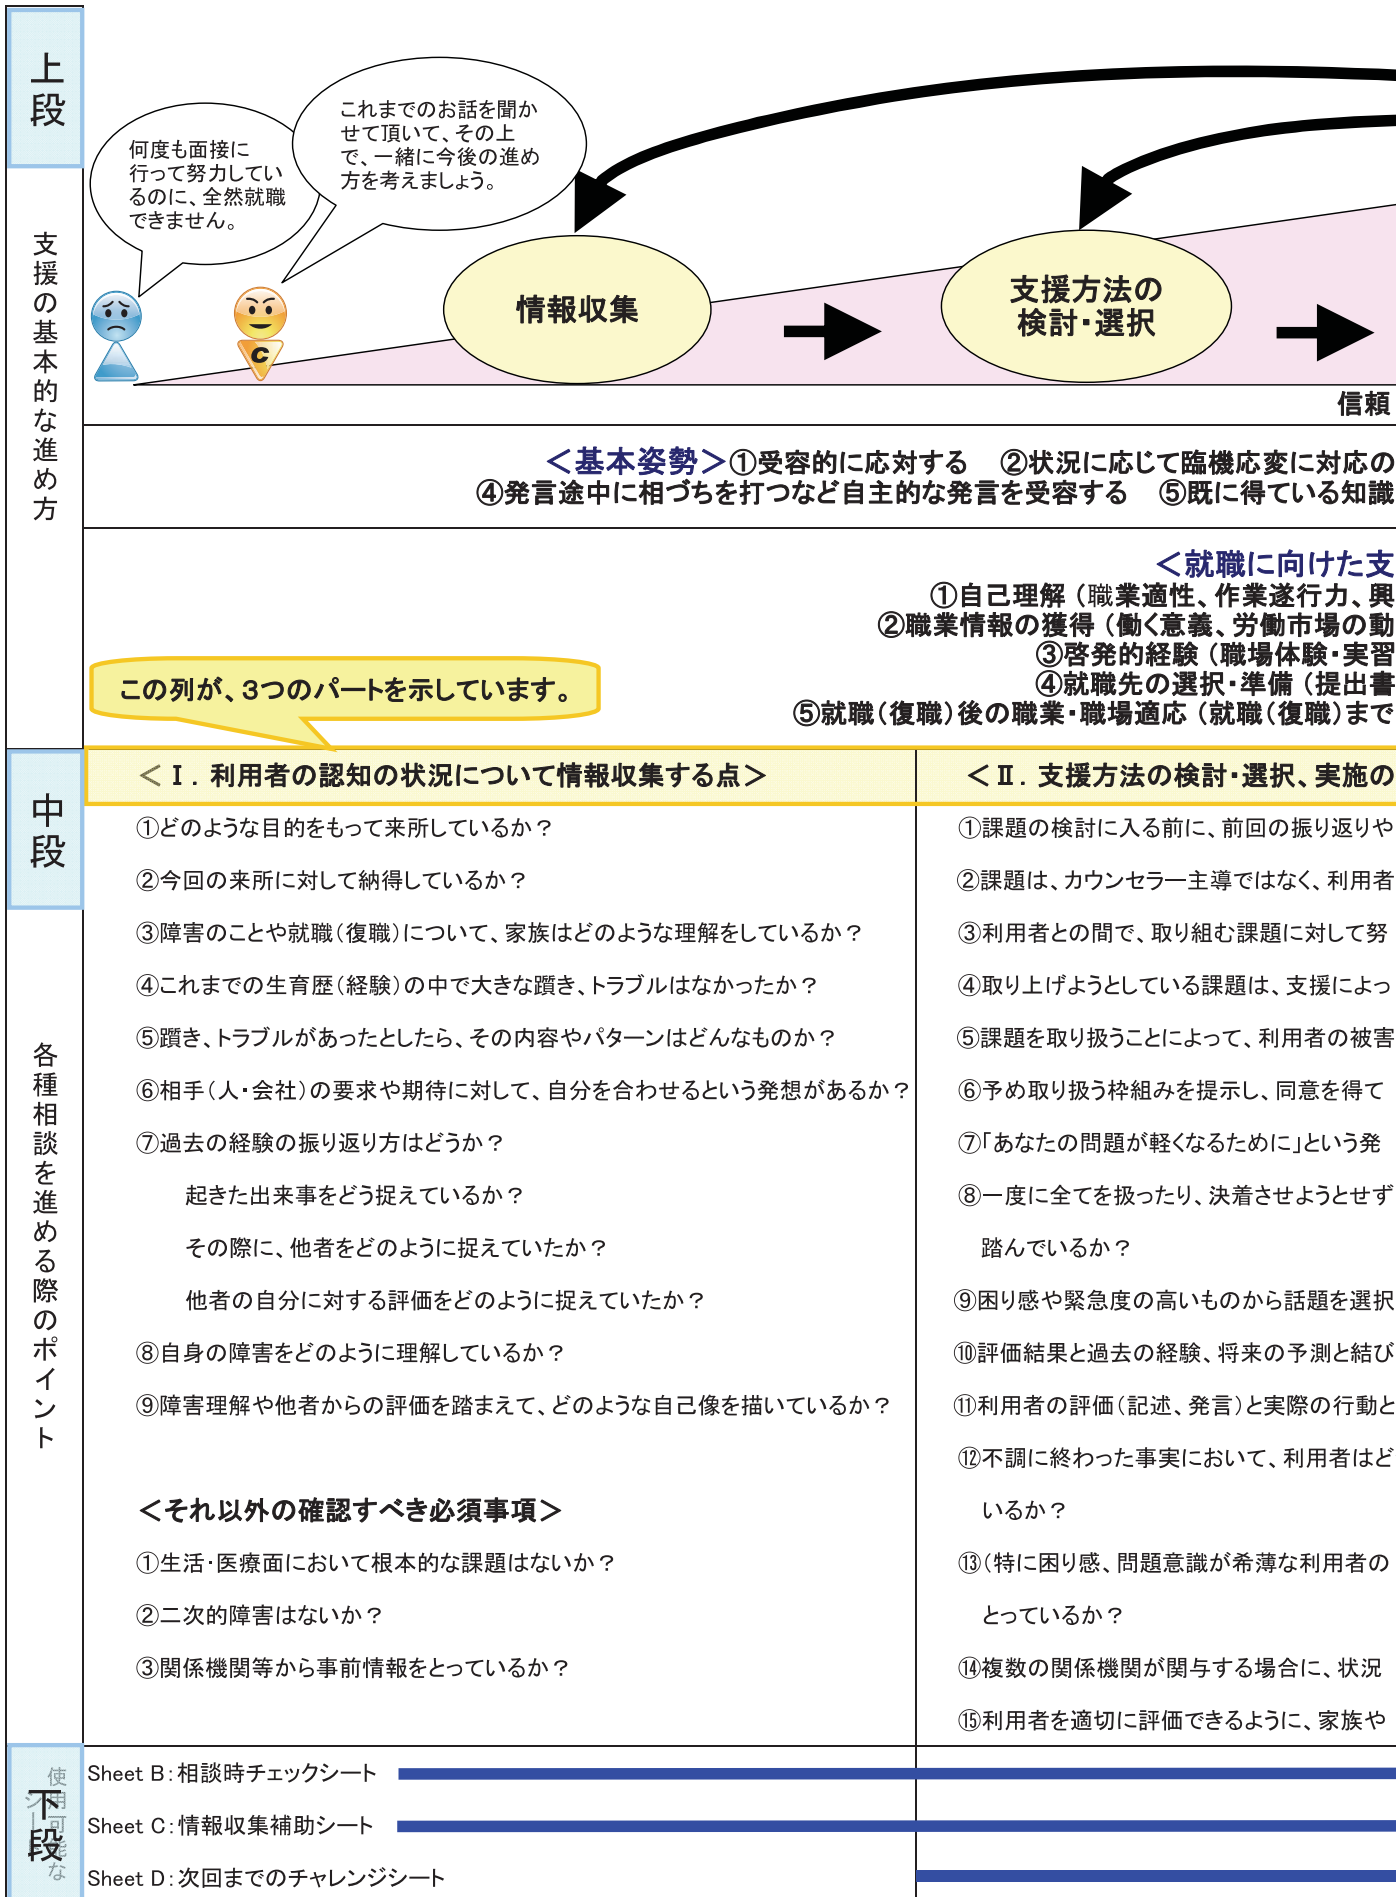 上段
支援の基本的な進め方
何度も面接に
行って努力してい
るのに、全然就職
できません。
これまでのお話を聞か
せて頂いて、その上
で、一緒に今後の進め
方を考えましょう。
C
情報収集
支援方法の
検討・選択
信頼
＜基本姿勢＞①受容的に応対する　②状況に応じて臨機応変に対応の
④発言途中に相づちを打つなど自主的な発言を受容する　⑤既に得ている知識
＜就職に向けた支
①自己理解（職業適性、作業遂行力、興
②職業情報の獲得（働く意義、労働市場の動
③啓発的経験（職場体験・実習
④就職先の選択・準備（提出書
⑤就職（復職）後の職業・職場適応（就職（復職）まで
この列が、３つのパートを示しています。
中段
各種相談を進める際のポイント
＜Ⅰ．利用者の認知の状況について情報収集する点＞
①どのような目的をもって来所しているか？
②今回の来所に対して納得しているか？
③障害のことや就職（復職）について、家族はどのような理解をしているか？
④これまでの生育歴（経験）の中で大きな躓き、トラブルはなかったか？
⑤躓き、トラブルがあったとしたら、その内容やパターンはどんなものか？
⑥相手（人・会社）の要求や期待に対して、自分を合わせるという発想があるか？
⑦過去の経験の振り返り方はどうか？
起きた出来事をどう捉えているか？
その際に、他者をどのように捉えていたか？
他者の自分に対する評価をどのように捉えていたか？
⑧自身の障害をどのように理解しているか？
⑨障害理解や他者からの評価を踏まえて、どのような自己像を描いているか？
＜それ以外の確認すべき必須事項＞
①生活・医療面において根本的な課題はないか？
②二次的障害はないか？
③関係機関等から事前情報をとっているか？
＜Ⅱ．支援方法の検討・選択、実施の
①課題の検討に入る前に、前回の振り返りや
②課題は、カウンセラー主導ではなく、利用者
③利用者との間で、取り組む課題に対して努
④取り上げようとしている課題は、支援によっ
⑤課題を取り扱うことによって、利用者の被害
⑥予め取り扱う枠組みを提示し、同意を得て
⑦「あなたの問題が軽くなるために」という発
⑧一度に全てを扱ったり、決着させようとせず
踏んでいるか？
⑨困り感や緊急度の高いものから話題を選択
⑩評価結果と過去の経験、将来の予測と結び
⑪利用者の評価（記述、発言）と実際の行動と
⑫不調に終わった事実において、利用者はど
いるか？
⑬（特に困り感、問題意識が希薄な利用者の
とっているか？
⑭複数の関係機関が関与する場合に、状況
⑮利用者を適切に評価できるように、家族や
下段
使用可能な
シート
Sheet B：相談時チェックシート
Sheet C：情報収集補助シート
Sheet D：次回までのチャレンジシート